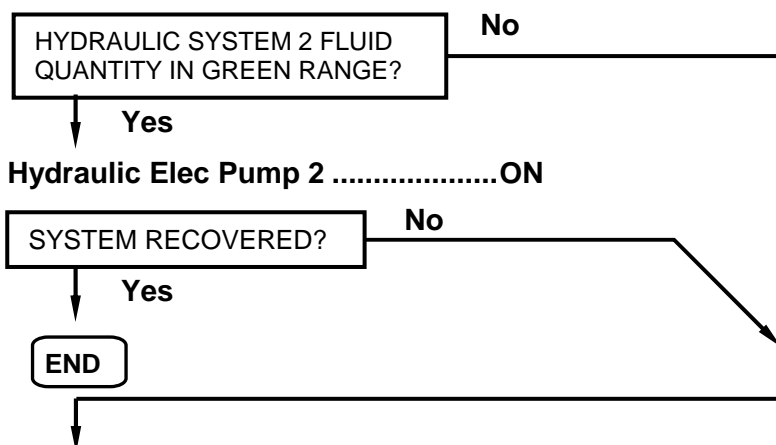 HYDRAULIC SYSTEM 2 FLUID
QUANTITY IN GREEN RANGE?
No
Yes
Hydraulic Elec Pump 2 ....................ON
SYSTEM RECOVERED?
No
Yes
END